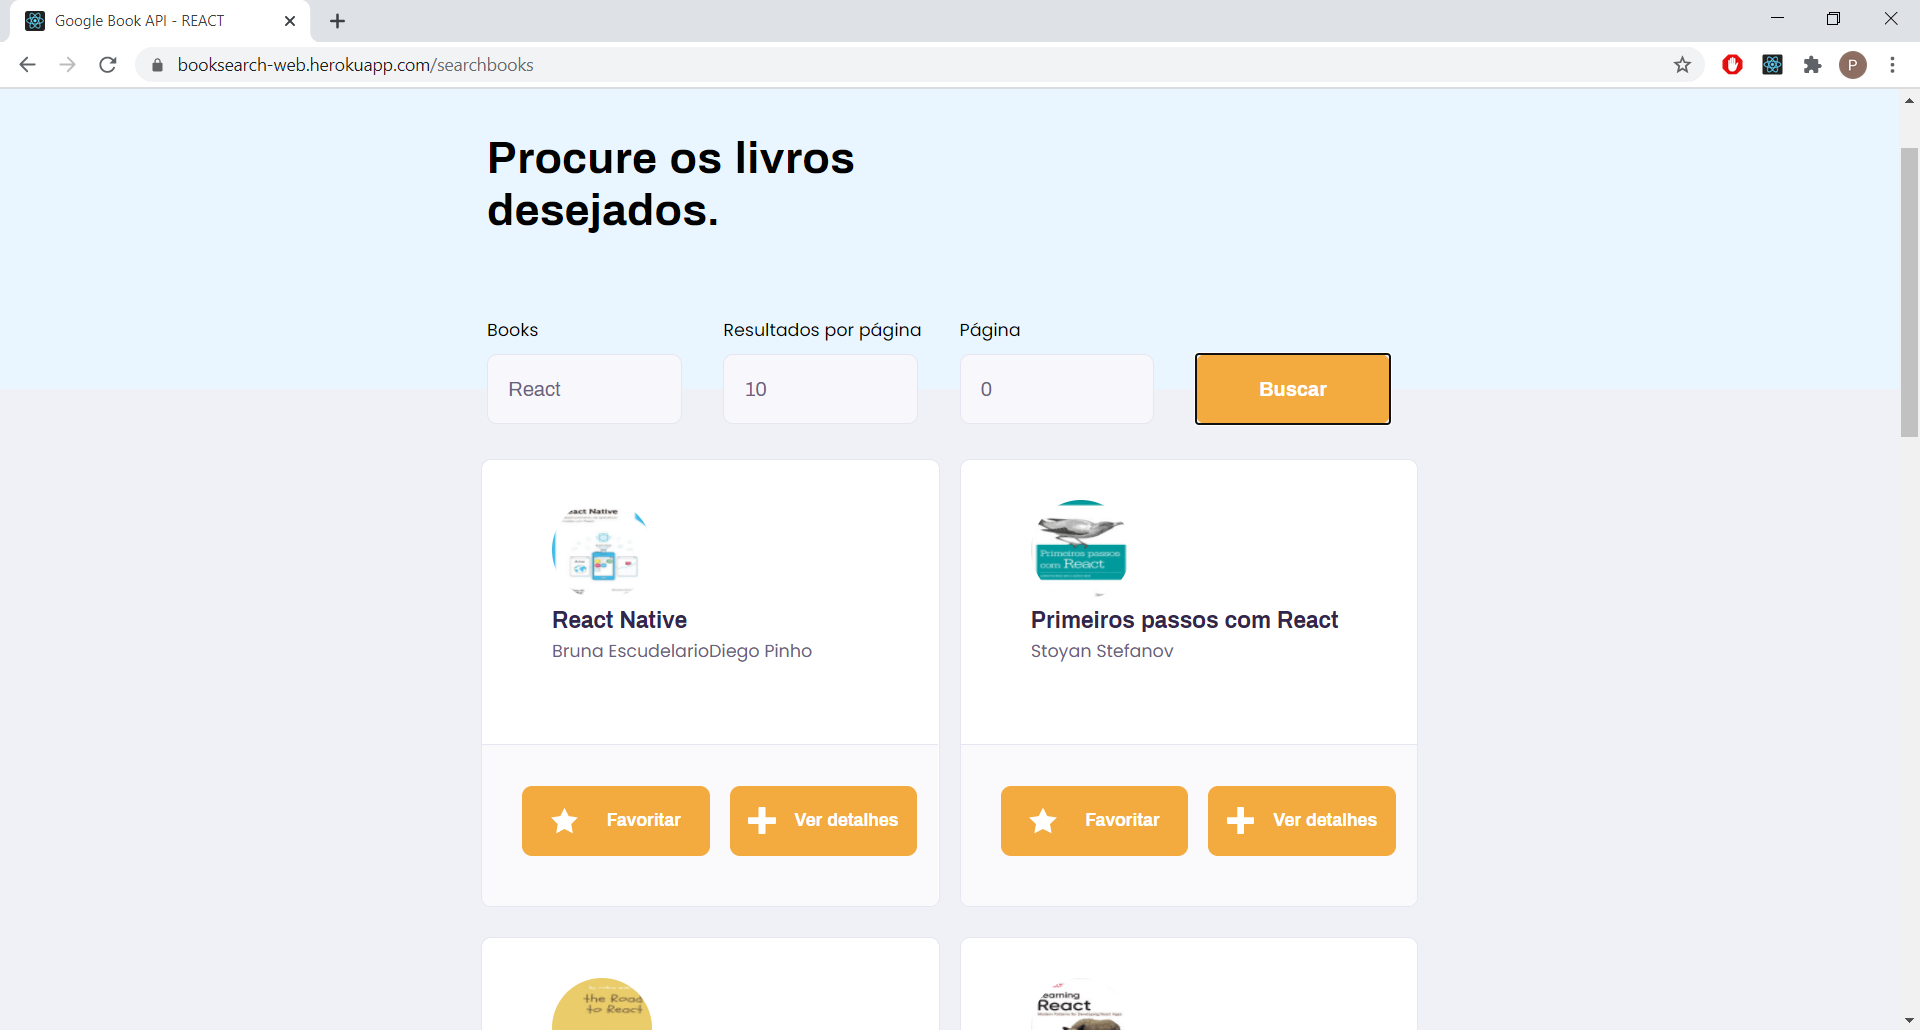 Google Book API - REACT
booksearch-web.herokuapp.com/searchbooks
P
Procure os livros
desejados.
Books
Resultados por página
Página
React
10
0
Buscar
act Native
Primeiros passos
com React
React Native
Bruna EscudelarioDiego Pinho
Primeiros passos com React
Stoyan Stefanov
Favoritar
Ver detalhes
Favoritar
Ver detalhes
the Road
to React
earning
React